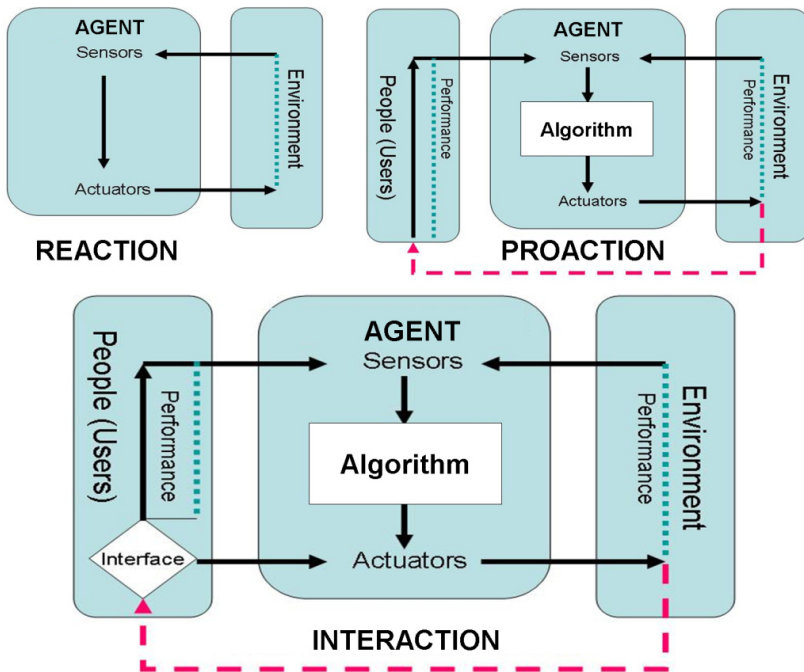 AGENT
Sensors
Actuators
Environment
REACTION
People (Users)
Performance
AGENT
Sensors
Algorithm
Actuators
Performance
Environment
PROACTION
People (Users)
Performance
Interface
AGENT
Sensors
Algorithm
Actuators
Performance
Environment
INTERACTION